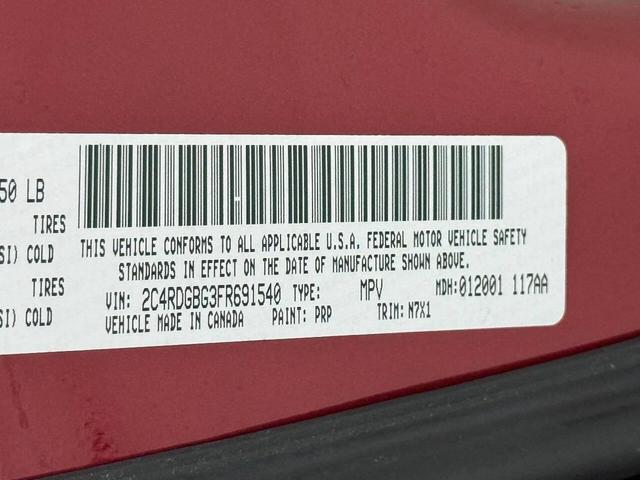 50 LB
TIRES
SI) COLD
TIRES
SI) COLD
THIS VEHICLE CONFORMS TO ALL APPLICABLE U.S.A. FEDERAL MOTOR VEHICLE SAFETY
STANDARDS IN EFFECT ON THE DATE OF MANUFACTURE SHOWN ABOVE.
VIN: 2C4RDGBG3FR691540 TYPE: MPV MDH:012001 117AA
VEHICLE MADE IN CANADA PAINT: PRP TRIM: N7X1